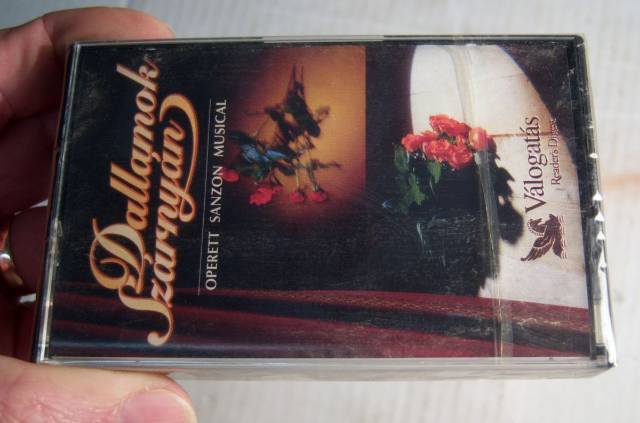 Dallamok
Szárnyán
OPERETT SANZON MUSICAL
Válogatás
Reader's Digest